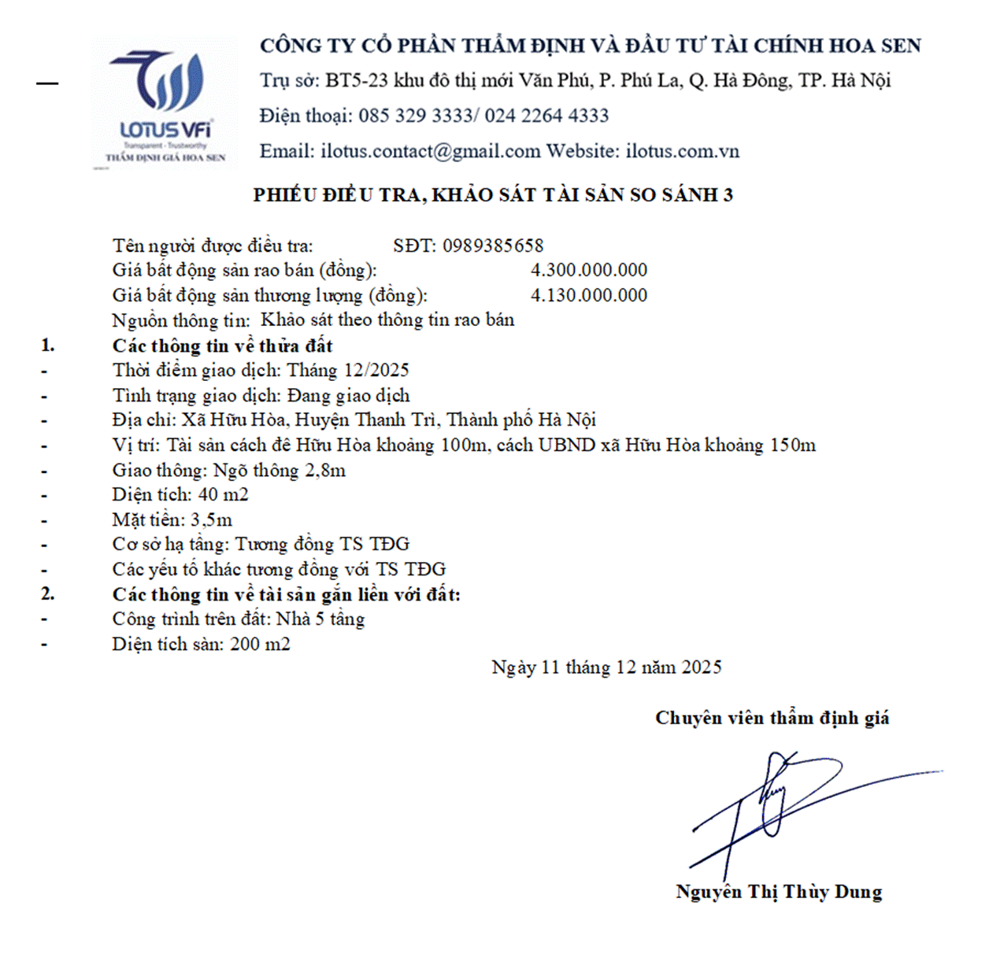 CÔNG TY CỔ PHẦN THẨM ĐỊNH VÀ ĐẦU TƯ TÀI CHÍNH HOA SEN
Trụ sở: BT5-23 khu đô thị mới Văn Phú, P. Phú La, Q. Hà Đông, TP. Hà Nội
Điện thoại: 085 329 3333/ 024 2264 4333
Email: ilotus.contact@gmail.com Website: ilotus.com.vn
LOTUS VFi
Transparent - Trustworthy
THẨM ĐỊNH GIÁ HOA SEN
PHIẾU ĐIỀU TRA, KHẢO SÁT TÀI SẢN SO SÁNH 3
Tên người được điều tra: SĐT: 0989385658
Giá bất động sản rao bán (đồng): 4.300.000.000
Giá bất động sản thương lượng (đồng): 4.130.000.000
Nguồn thông tin: Khảo sát theo thông tin rao bán
1. Các thông tin về thửa đất
- Thời điểm giao dịch: Tháng 12/2025
- Tình trạng giao dịch: Đang giao dịch
- Địa chỉ: Xã Hữu Hòa, Huyện Thanh Trì, Thành phố Hà Nội
- Vị trí: Tài sản cách đê Hữu Hòa khoảng 100m, cách UBND xã Hữu Hòa khoảng 150m
- Giao thông: Ngõ thông 2,8m
- Diện tích: 40 m2
- Mặt tiền: 3,5m
- Cơ sở hạ tầng: Tương đồng TS TĐG
- Các yếu tố khác tương đồng với TS TĐG
2. Các thông tin về tài sản gắn liền với đất:
- Công trình trên đất: Nhà 5 tầng
- Diện tích sàn: 200 m2
Ngày 11 tháng 12 năm 2025
Chuyên viên thẩm định giá
Nguyễn Thị Thùy Dung